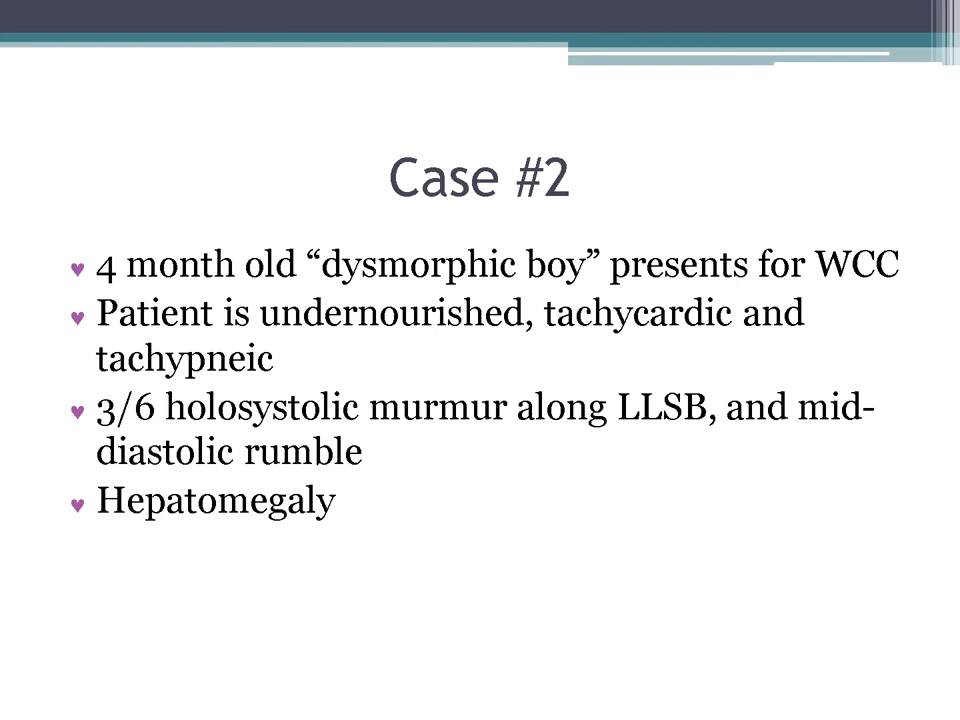 Case #2
♥ 4 month old “dysmorphic boy” presents for WCC
♥ Patient is undernourished, tachycardic and
tachypneic
♥ 3/6 holosystolic murmur along LLSB, and mid-
diastolic rumble
♥ Hepatomegaly